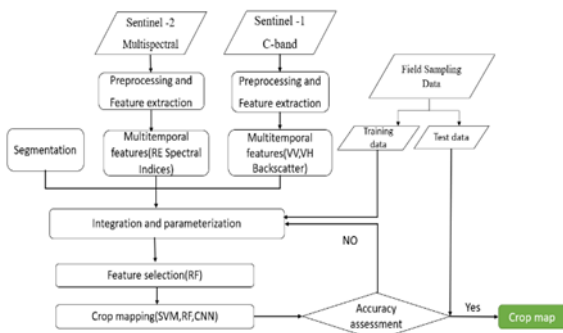 Sentinel -2
Multispectral
Sentinel -1
C-band
Preprocessing and
Feature extraction
Preprocessing and
Feature extraction
Field Sampling
Data
Segmentation
Multitemporal
features(RE Spectral
Indices)
Multitemporal
features(VV,VH
Backscatter)
Training
data
Test data
Integration and parameterization
NO
Feature selection(RF)
Crop mapping(SVM,RF,CNN)
Accuracy
assessment
Yes
Crop map